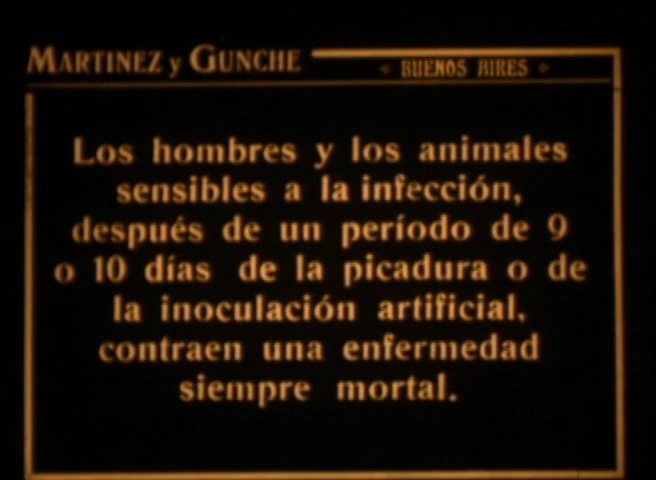 MARTINEZ y GUNCHE
BUENOS AIRES
Los hombres y los animales
sensibles a la infección,
después de un período de 9
o 10 días de la picadura o de
la inoculación artificial,
contraen una enfermedad
siempre mortal.